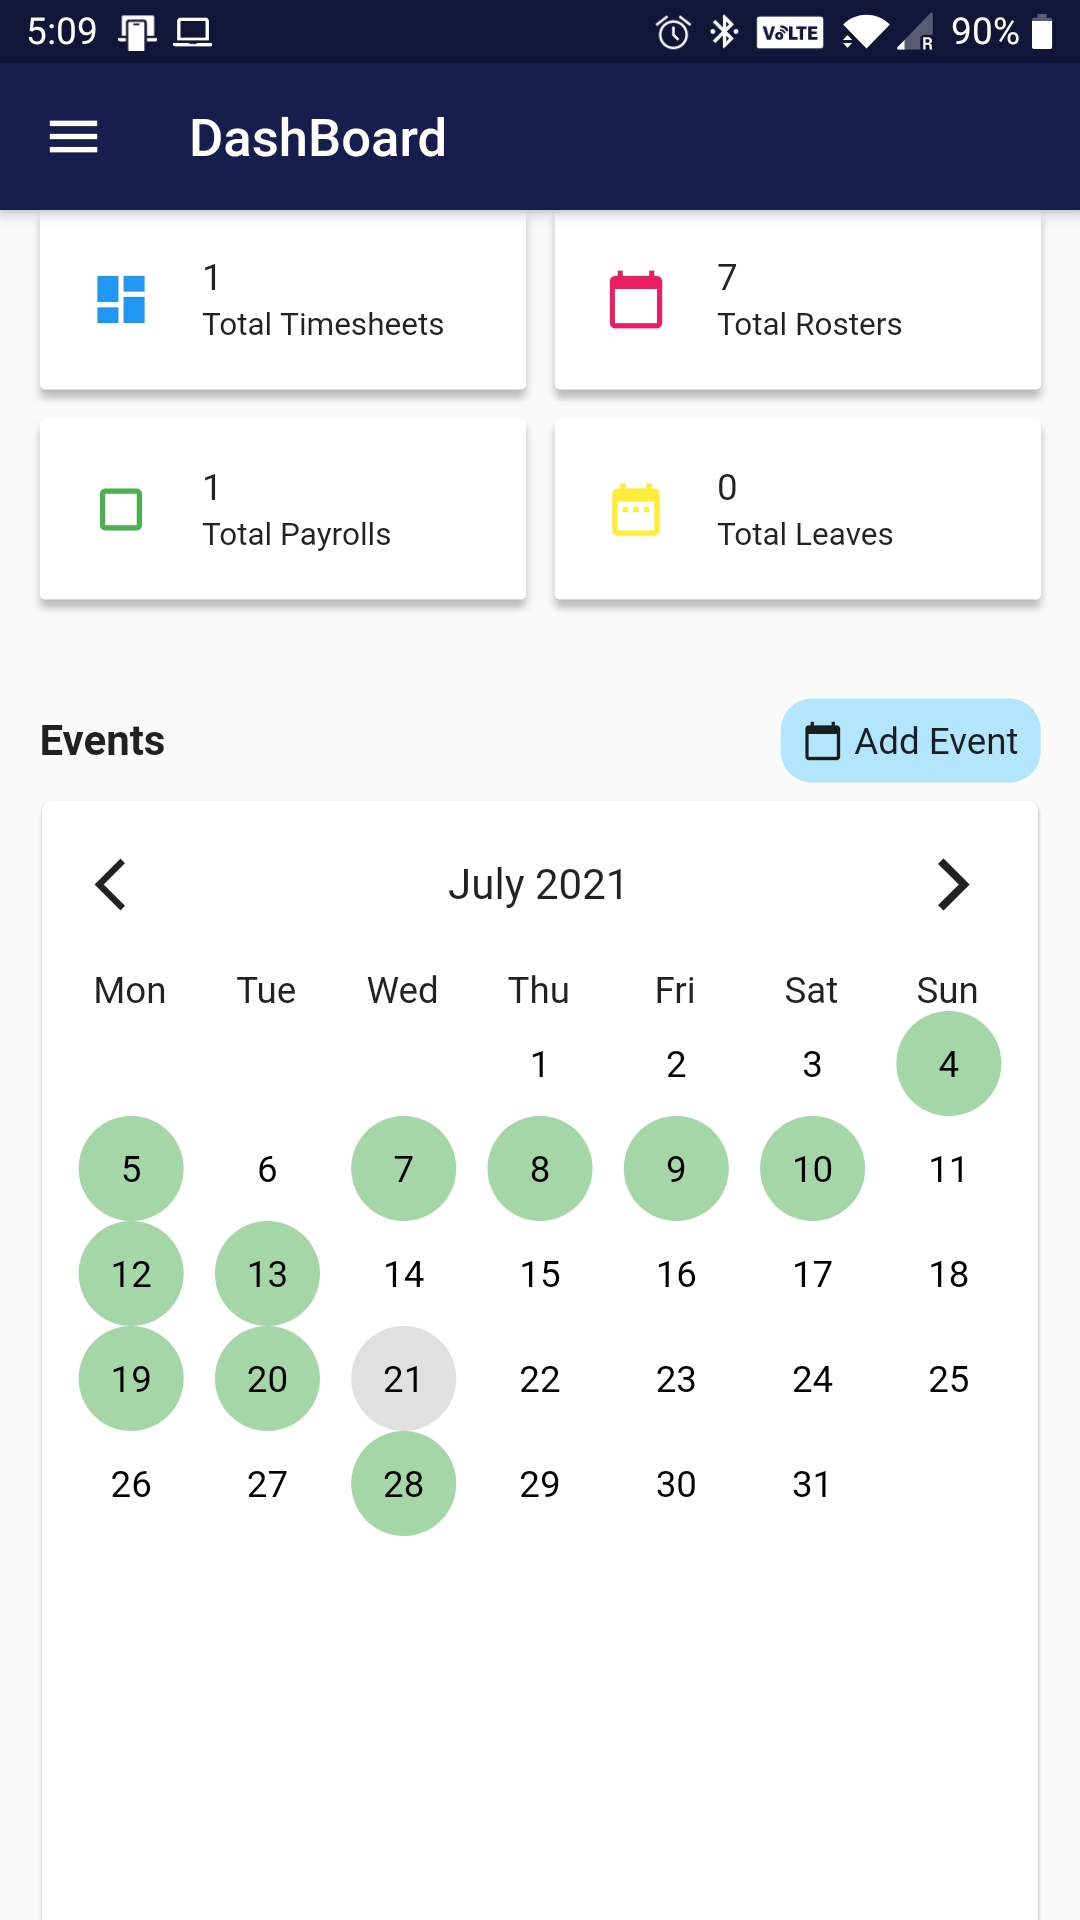 5:09 VoLTE R 90%
DashBoard
1
Total Timesheets
7
Total Rosters
1
Total Payrolls
0
Total Leaves
Events
Add Event
July 2021
Mon Tue Wed Thu Fri Sat Sun
1 2 3 4
5 6 7 8 9 10 11
12 13 14 15 16 17 18
19 20 21 22 23 24 25
26 27 28 29 30 31